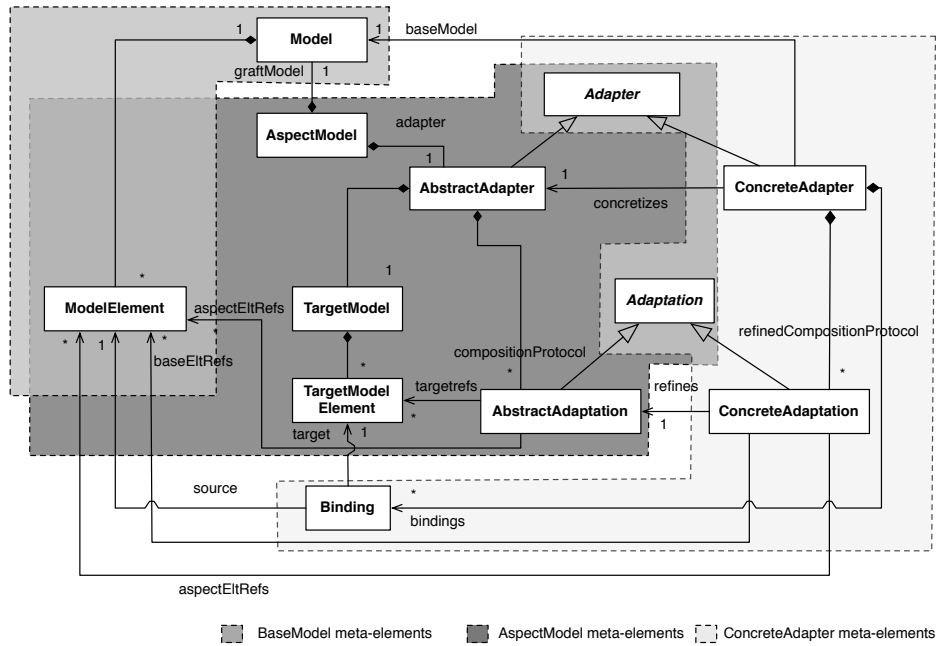 1 Model 1 baseModel
graftModel 1
Adapter
AspectModel adapter
1
AbstractAdapter 1 ConcreteAdapter
concretizes
1
*
ModelElement aspectEltRefs TargetModel Adaptation
* 1 * *
baseEltRefs
refinedCompositionProtocol
compositionProtocol
* * *
TargetModel
Element targetrefs AbstractAdaptation refines ConcreteAdaptation
*
target 1 1
source *
Binding
bindings
aspectEltRefs
BaseModel meta-elements AspectModel meta-elements ConcreteAdapter meta-elements